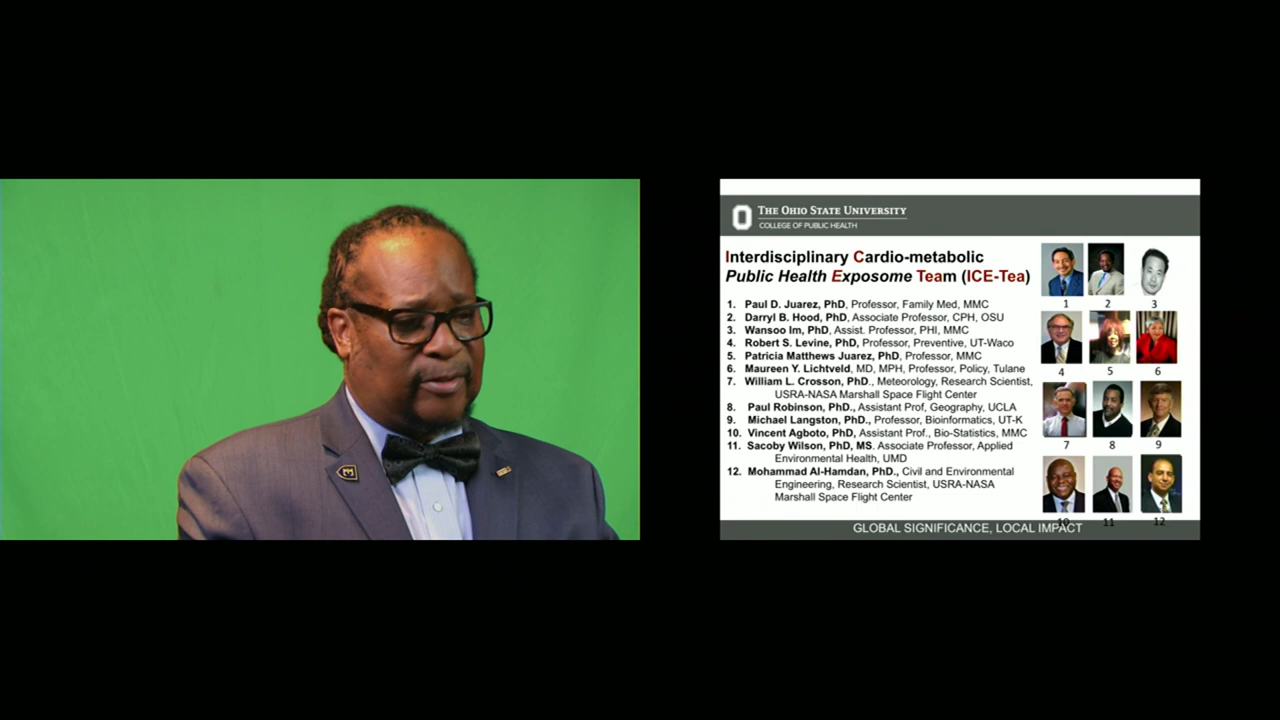 THE OHIO STATE UNIVERSITY
COLLEGE OF PUBLIC HEALTH
Interdisciplinary Cardio-metabolic
Public Health Exposome Team (ICE-Tea)
1. Paul D. Juarez, PhD, Professor, Family Med, MMC
2. Darryl B. Hood, PhD, Associate Professor, CPH, OSU
3. Wansoo Im, PhD, Assist. Professor, PHI, MMC
4. Robert S. Levine, PhD, Professor, Preventive, UT-Waco
5. Patricia Matthews Juarez, PhD, Professor, MMC
6. Maureen Y. Lichtveld, MD, MPH, Professor, Policy, Tulane
7. William L. Crosson, PhD., Meteorology, Research Scientist,
USRA-NASA Marshall Space Flight Center
8. Paul Robinson, PhD., Assistant Prof, Geography, UCLA
9. Michael Langston, PhD., Professor, Bioinformatics, UT-K
10. Vincent Agboto, PhD, Assistant Prof., Bio-Statistics, MMC
11. Sacoby Wilson, PhD, MS. Associate Professor, Applied
Environmental Health, UMD
12. Mohammad Al-Hamdan, PhD., Civil and Environmental
Engineering, Research Scientist, USRA-NASA
Marshall Space Flight Center
1 2 3
4 5 6
7 8 9
10 11 12
GLOBAL SIGNIFICANCE, LOCAL IMPACT